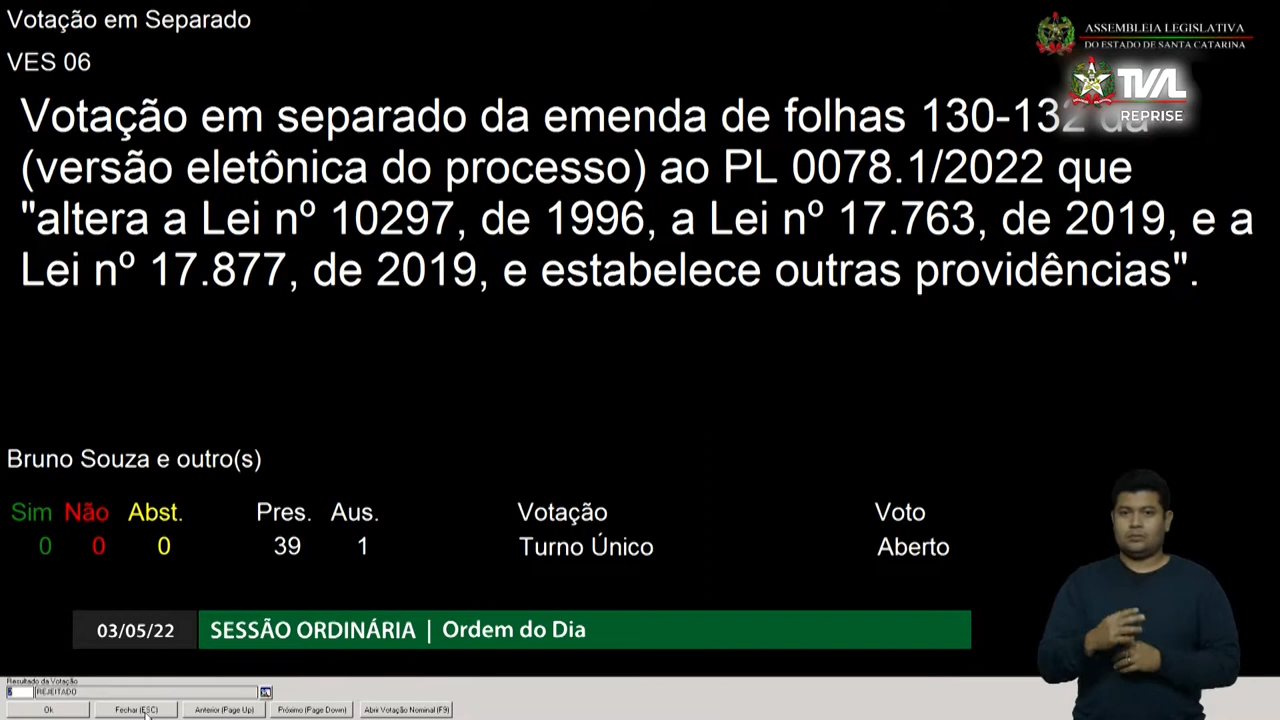 Votação em Separado
ASSEMBLEIA LEGISLATIVA
DO ESTADO DE SANTA CATARINA
VES 06
TVAL
REPRISE
Votação em separado da emenda de folhas 130-132 da
(versão eletônica do processo) ao PL 0078.1/2022 que
"altera a Lei nº 10297, de 1996, a Lei nº 17.763, de 2019, e a
Lei nº 17.877, de 2019, e estabelece outras providências".
Bruno Souza e outro(s)
Sim Não Abst. Pres. Aus. Votação Voto
0 0 0 39 1 Turno Único Aberto
03/05/22 SESSÃO ORDINÁRIA | Ordem do Dia
Resultado da Votação
REJEITADO
Ok Fechar (ESC) Anterior (Page Up) Próximo (Page Down) Abrir Votação Nominal (F9)